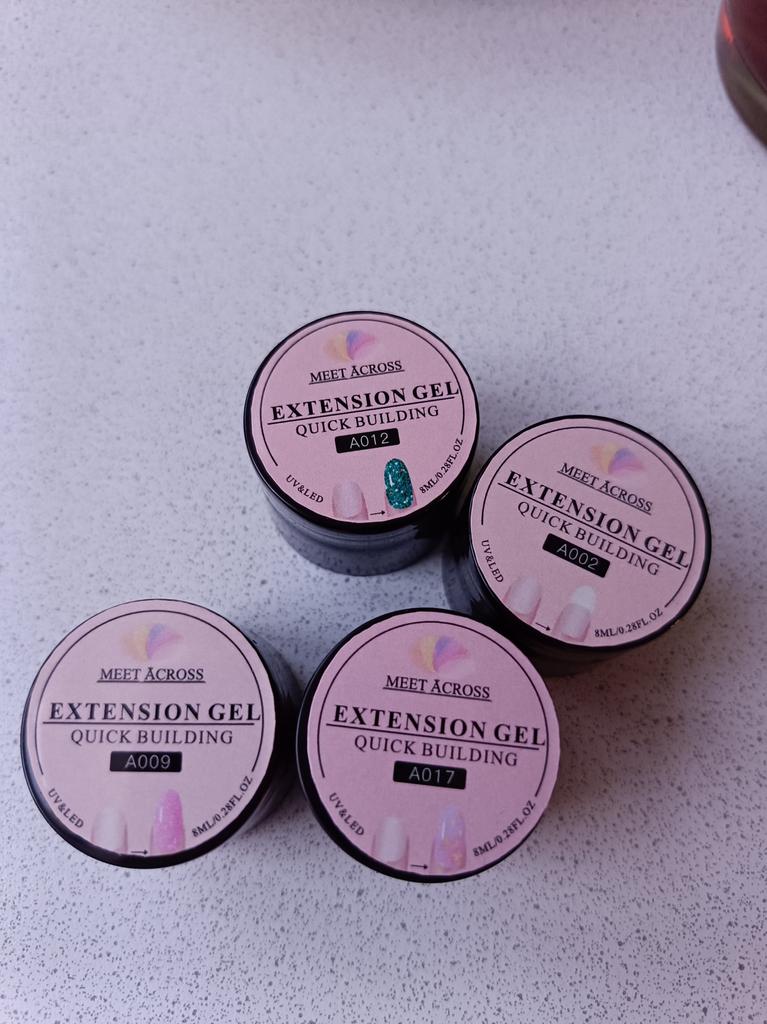 MEET ACROSS
EXTENSION GEL
QUICK BUILDING
A012
UV&LED
8ML/0.28FL.OZ
MEET ACROSS
EXTENSION GEL
QUICK BUILDING
A002
UV&LED
8ML/0.28FL.OZ
MEET ACROSS
EXTENSION GEL
QUICK BUILDING
A009
UV&LED
8ML/0.28FL.OZ
MEET ACROSS
EXTENSION GEL
QUICK BUILDING
A017
UV&LED
8ML/0.28FL.OZ